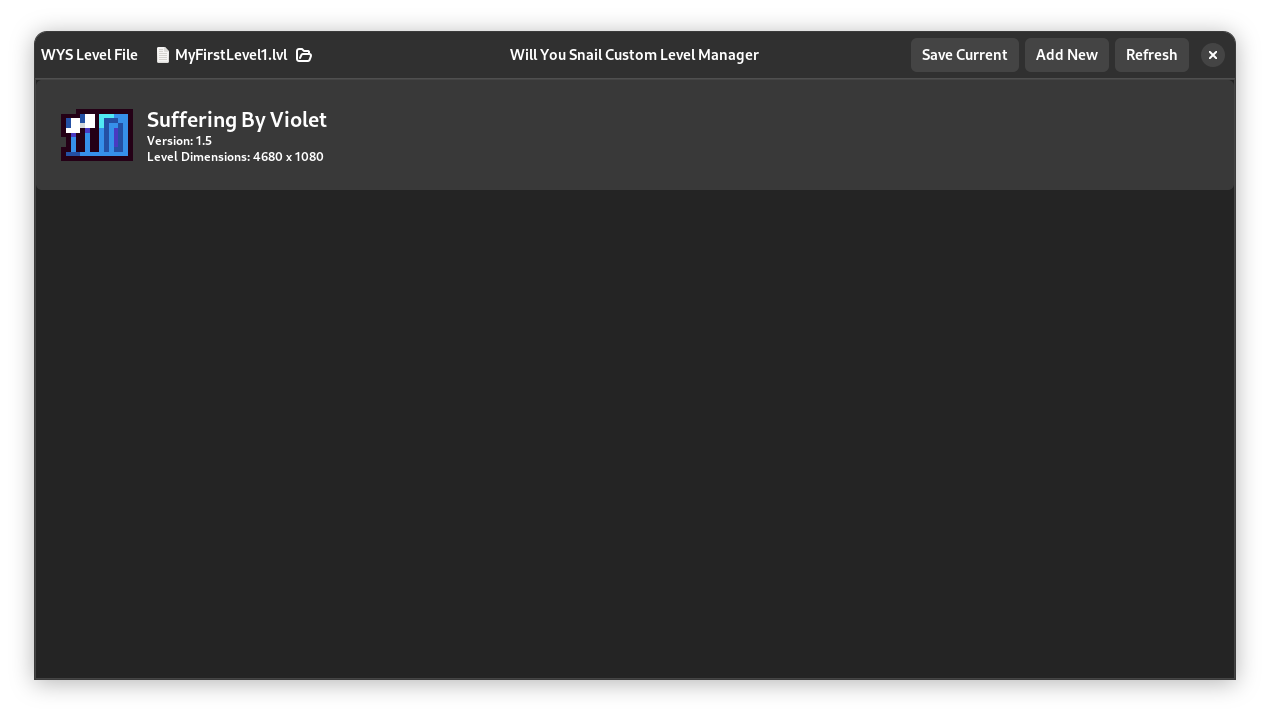 WYS Level File MyFirstLevel1.lvl Will You Snail Custom Level Manager Save Current Add New Refresh
Suffering By Violet
Version: 1.5
Level Dimensions: 4680 x 1080